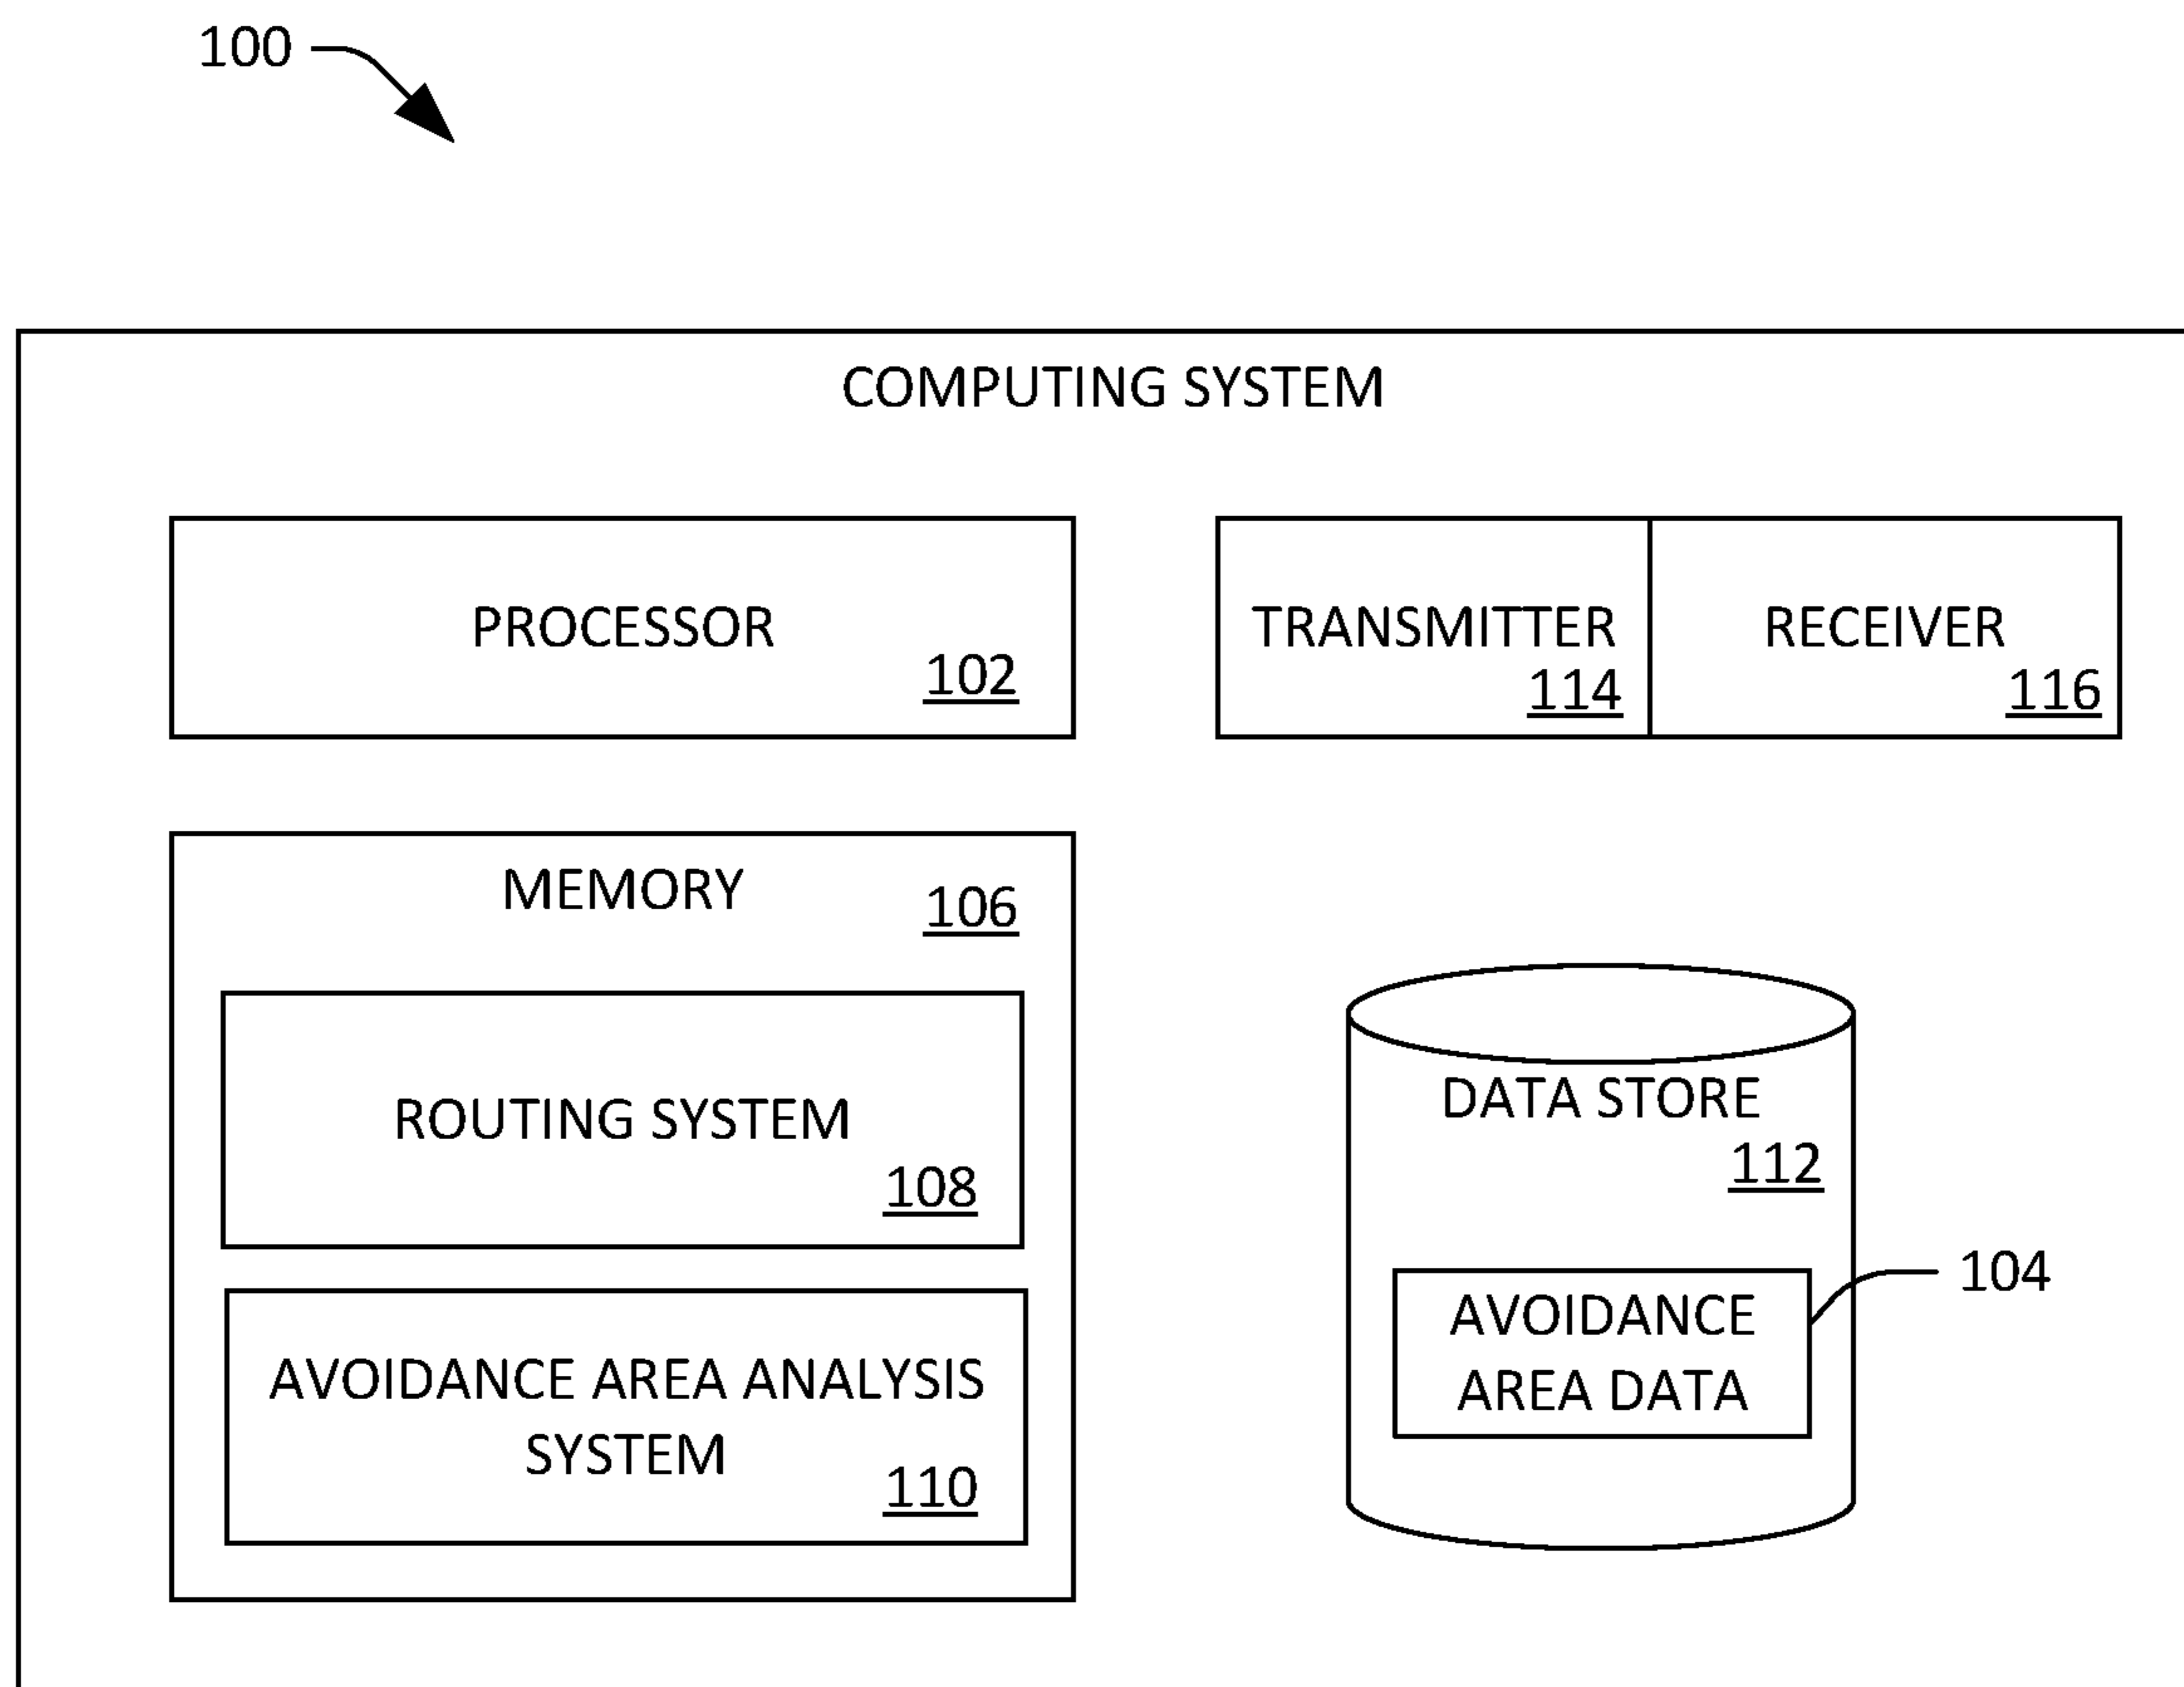 100
COMPUTING SYSTEM
PROCESSOR
102
TRANSMITTER
114
RECEIVER
116
MEMORY
106
ROUTING SYSTEM
108
AVOIDANCE AREA ANALYSIS
SYSTEM
110
DATA STORE
112
AVOIDANCE
AREA DATA
104